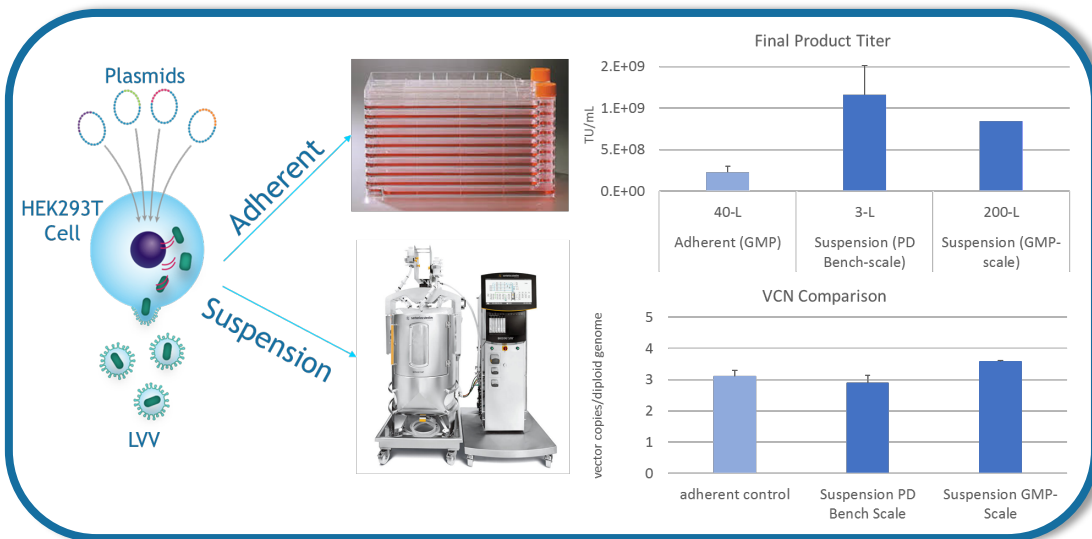 Plasmids
HEK293T
Cell
LVV
Adherent
Suspension
Final Product Titer
TU/mL
2.E+09
1.E+09
5.E+08
0.E+00
40-L
3-L
200-L
Adherent (GMP)
Suspension (PD
Bench-scale)
Suspension (GMP-
scale)
VCN Comparison
vector copies/diploid genome
5
4
3
2
1
0
adherent control
Suspension PD
Bench Scale
Suspension GMP-
Scale